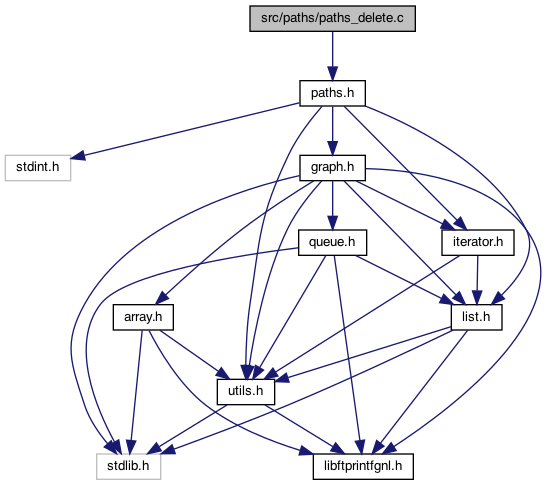 src/paths/paths_delete.c
paths.h
stdint.h
graph.h
queue.h
iterator.h
array.h
list.h
utils.h
stdlib.h
libftprintfgnl.h